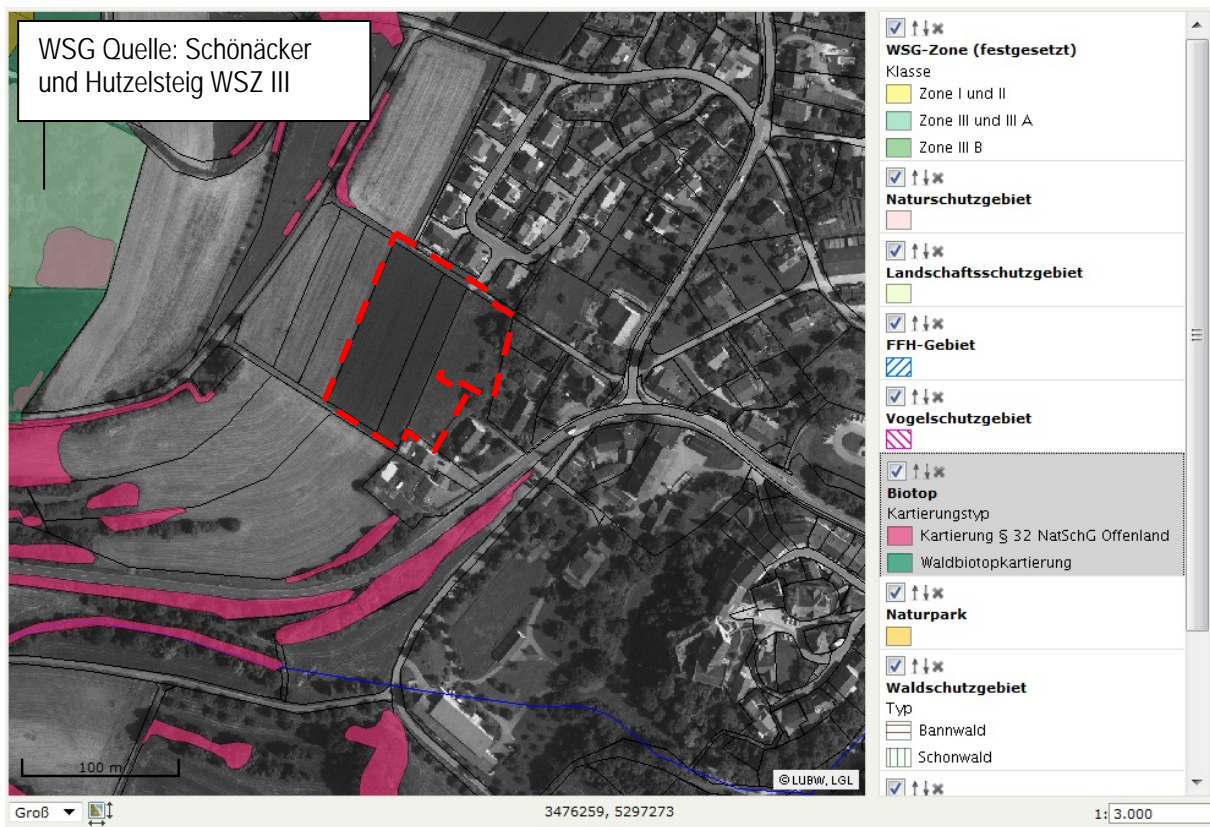 WSG Quelle: Schönäcker
und Hutzelsteig WSZ III
100 m
© LUBW, LGL
WSG-Zone (festgesetzt)
Klasse
Zone I und II
Zone III und III A
Zone III B
Naturschutzgebiet
Landschaftsschutzgebiet
FFH-Gebiet
Vogelschutzgebiet
Biotop
Kartierungstyp
Kartierung § 32 NatSchG Offenland
Waldbiotopkartierung
Naturpark
Waldschutzgebiet
Typ
Bannwald
Schonwald
Groß
3476259, 5297273
1: 3.000